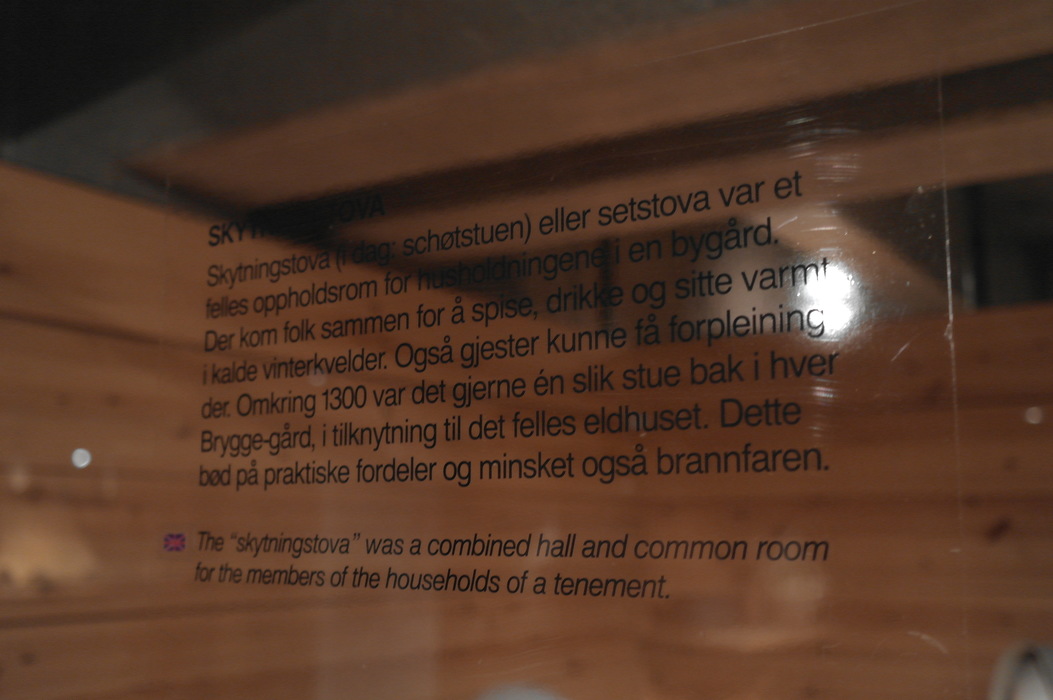 SKYTNINGSTOVA
Skytningstova (i dag: schøtstuen) eller setstova var et
felles oppholdsrom for husholdningene i en bygård.
Der kom folk sammen for å spise, drikke og sitte varmt
i kalde vinterkvelder. Også gjester kunne få forpleining
der. Omkring 1300 var det gjerne én slik stue bak i hver
Brygge-gård, i tilknytning til det felles eldhuset. Dette
bød på praktiske fordeler og minsket også brannfaren.
The “skytningstova” was a combined hall and common room
for the members of the households of a tenement.